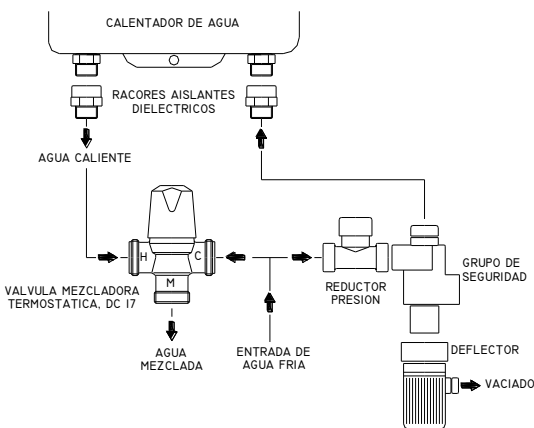 CALENTADOR DE AGUA
RACORES AISLANTES
DIELECTRICOS
AGUA CALIENTE
H
C
M
VALVULA MEZCLADORA
TERMOSTATICA, DC 17
AGUA
MEZCLADA
ENTRADA DE
AGUA FRIA
REDUCTOR
PRESION
GRUPO DE
SEGURIDAD
DEFLECTOR
VACIADO